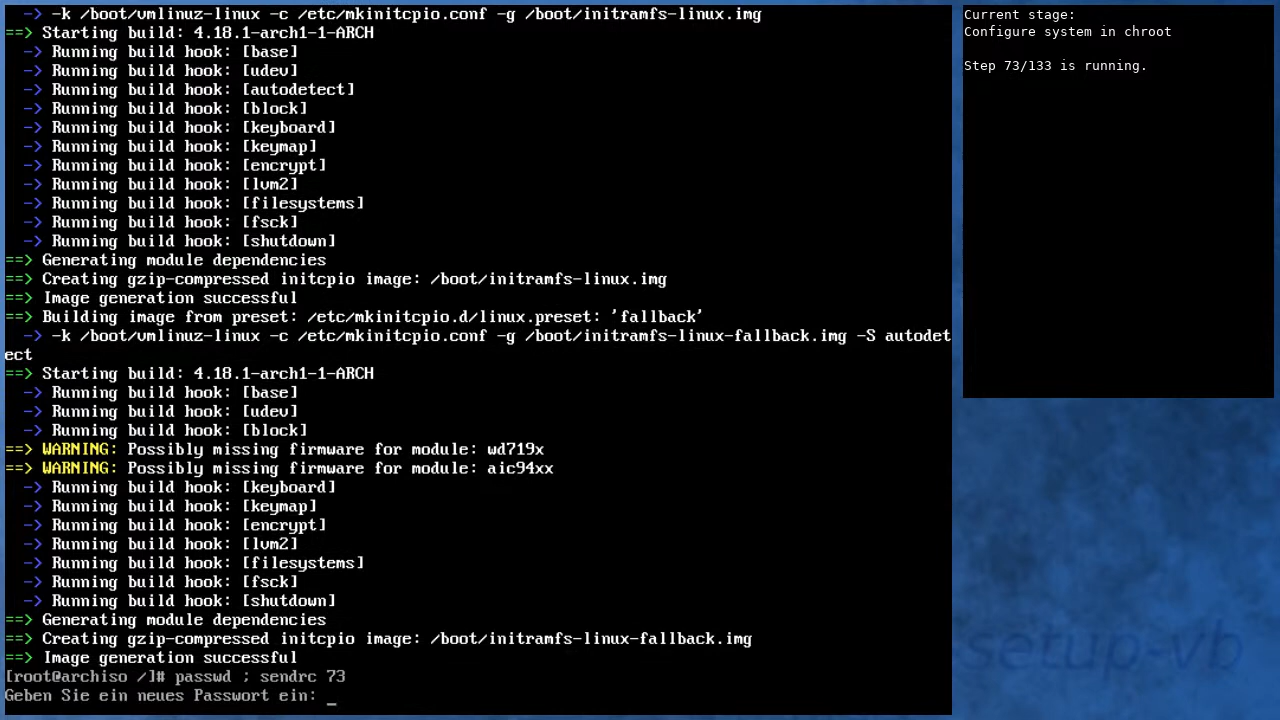 -> -k /boot/vmlinuz-linux -c /etc/mkinitcpio.conf -g /boot/initramfs-linux.img
==> Starting build: 4.18.1-arch1-1-ARCH
-> Running build hook: [base]
-> Running build hook: [udev]
-> Running build hook: [autodetect]
-> Running build hook: [block]
-> Running build hook: [keyboard]
-> Running build hook: [keymap]
-> Running build hook: [encrypt]
-> Running build hook: [lvm2]
-> Running build hook: [filesystems]
-> Running build hook: [fsck]
-> Running build hook: [shutdown]
==> Generating module dependencies
==> Creating gzip-compressed initcpio image: /boot/initramfs-linux.img
==> Image generation successful
==> Building image from preset: /etc/mkinitcpio.d/linux.preset: 'fallback'
-> -k /boot/vmlinuz-linux -c /etc/mkinitcpio.conf -g /boot/initramfs-linux-fallback.img -S autodet
ect
==> Starting build: 4.18.1-arch1-1-ARCH
-> Running build hook: [base]
-> Running build hook: [udev]
-> Running build hook: [block]
==> WARNING: Possibly missing firmware for module: wd719x
==> WARNING: Possibly missing firmware for module: aic94xx
-> Running build hook: [keyboard]
-> Running build hook: [keymap]
-> Running build hook: [encrypt]
-> Running build hook: [lvm2]
-> Running build hook: [filesystems]
-> Running build hook: [fsck]
-> Running build hook: [shutdown]
==> Generating module dependencies
==> Creating gzip-compressed initcpio image: /boot/initramfs-linux-fallback.img
==> Image generation successful
[root@archiso /]# passwd ; sendrc 73
Geben Sie ein neues Passwort ein: _
Current stage:
Configure system in chroot
Step 73/133 is running.
setup-vb